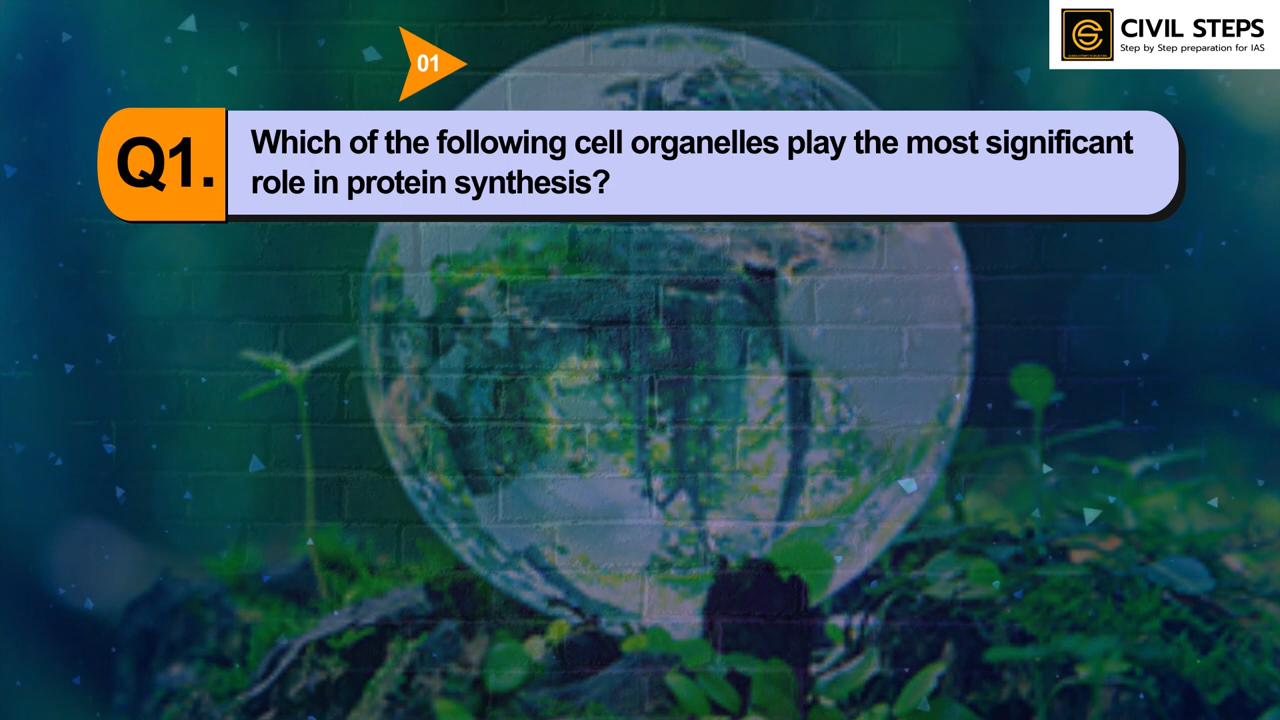 CIVIL STEPS
Step by Step preparation for IAS
01
Q1.
Which of the following cell organelles play the most significant
role in protein synthesis?